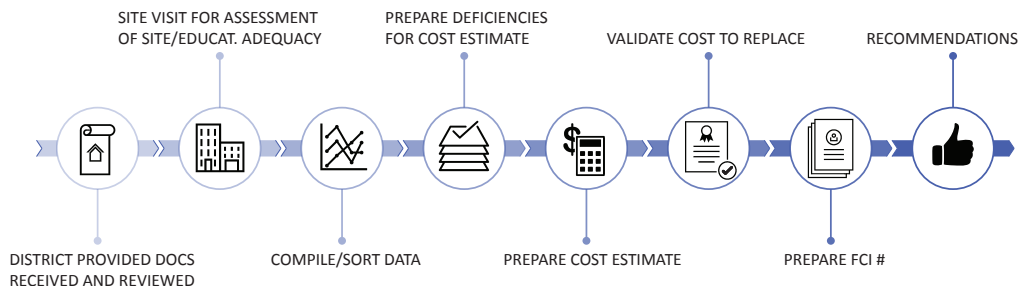 SITE VISIT FOR ASSESSMENT
OF SITE/EDUCAT. ADEQUACY
PREPARE DEFICIENCIES
FOR COST ESTIMATE
VALIDATE COST TO REPLACE
RECOMMENDATIONS
$
DISTRICT PROVIDED DOCS
RECEIVED AND REVIEWED
COMPILE/SORT DATA
PREPARE COST ESTIMATE
PREPARE FCI #